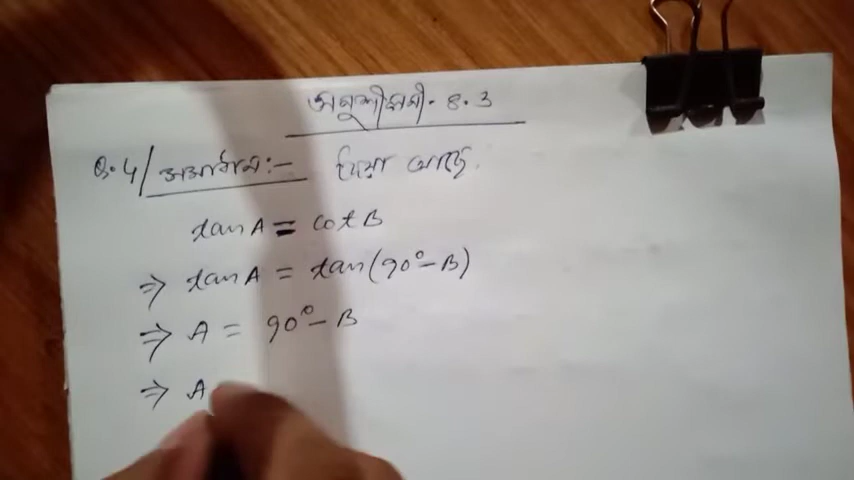 অনুশীলনী. 8.3
Q.4/ সমাধান:- দিয়া আছে.
tan A = cot B
⇒ tan A = tan(90° - B)
⇒ A = 90° - B
⇒ A